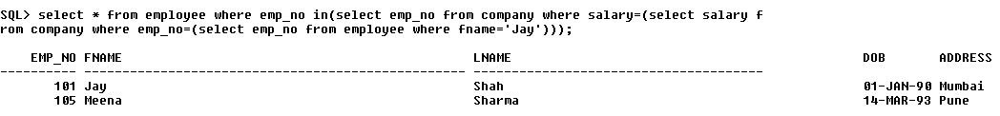 SQL> select * from employee where emp_no in(select emp_no from company where salary=(select salary f
rom company where emp_no=(select emp_no from employee where fname='Jay')));
EMP_NO FNAME LNAME DOB ADDRESS
---------- -------------------------------------------------- -------------------------------------- --------- ----------
101 Jay Shah 01-JAN-90 Mumbai
105 Meena Sharma 14-MAR-93 Pune